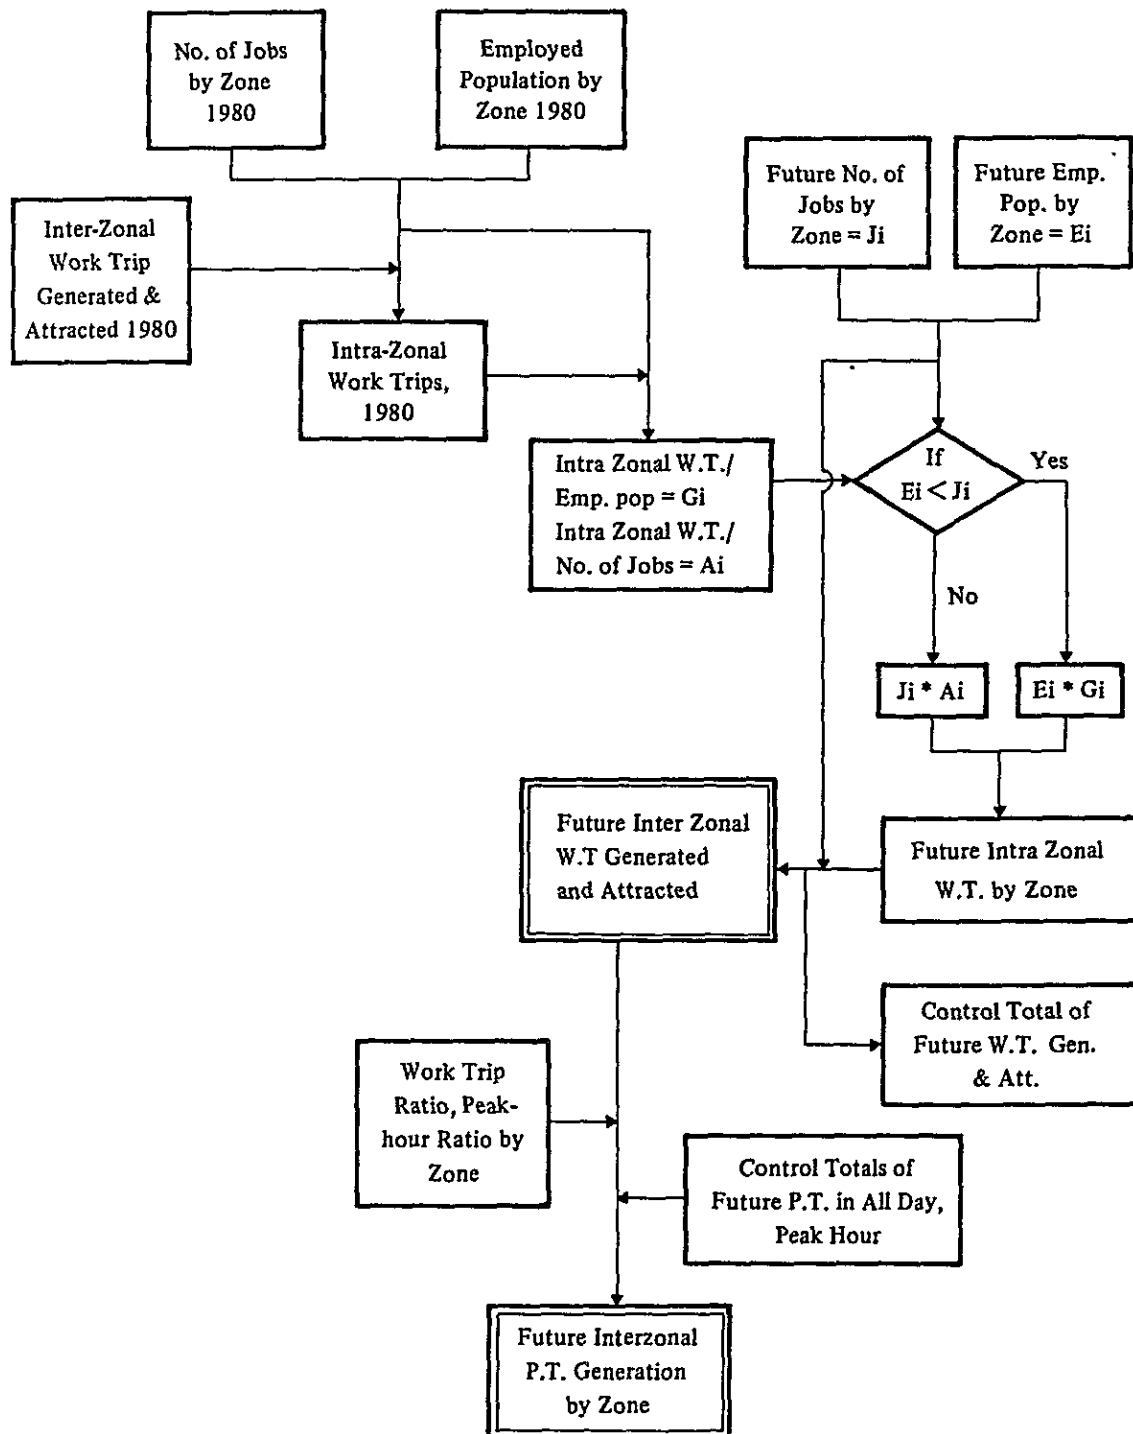 No. of Jobs
by Zone
1980
Employed
Population by
Zone 1980
Future No. of
Jobs by
Zone = Ji
Future Emp.
Pop. by
Zone = Ei
Inter-Zonal
Work Trip
Generated &
Attracted 1980
Intra-Zonal
Work Trips,
1980
Intra Zonal W.T./
Emp. pop = Gi
Intra Zonal W.T./
No. of Jobs = Ai
If
Ei < Ji
Yes
No
Ji * Ai
Ei * Gi
Future Inter Zonal
W.T Generated
and Attracted
Future Intra Zonal
W.T. by Zone
Control Total of
Future W.T. Gen.
& Att.
Work Trip
Ratio, Peak-
hour Ratio by
Zone
Control Totals of
Future P.T. in All Day,
Peak Hour
Future Interzonal
P.T. Generation
by Zone